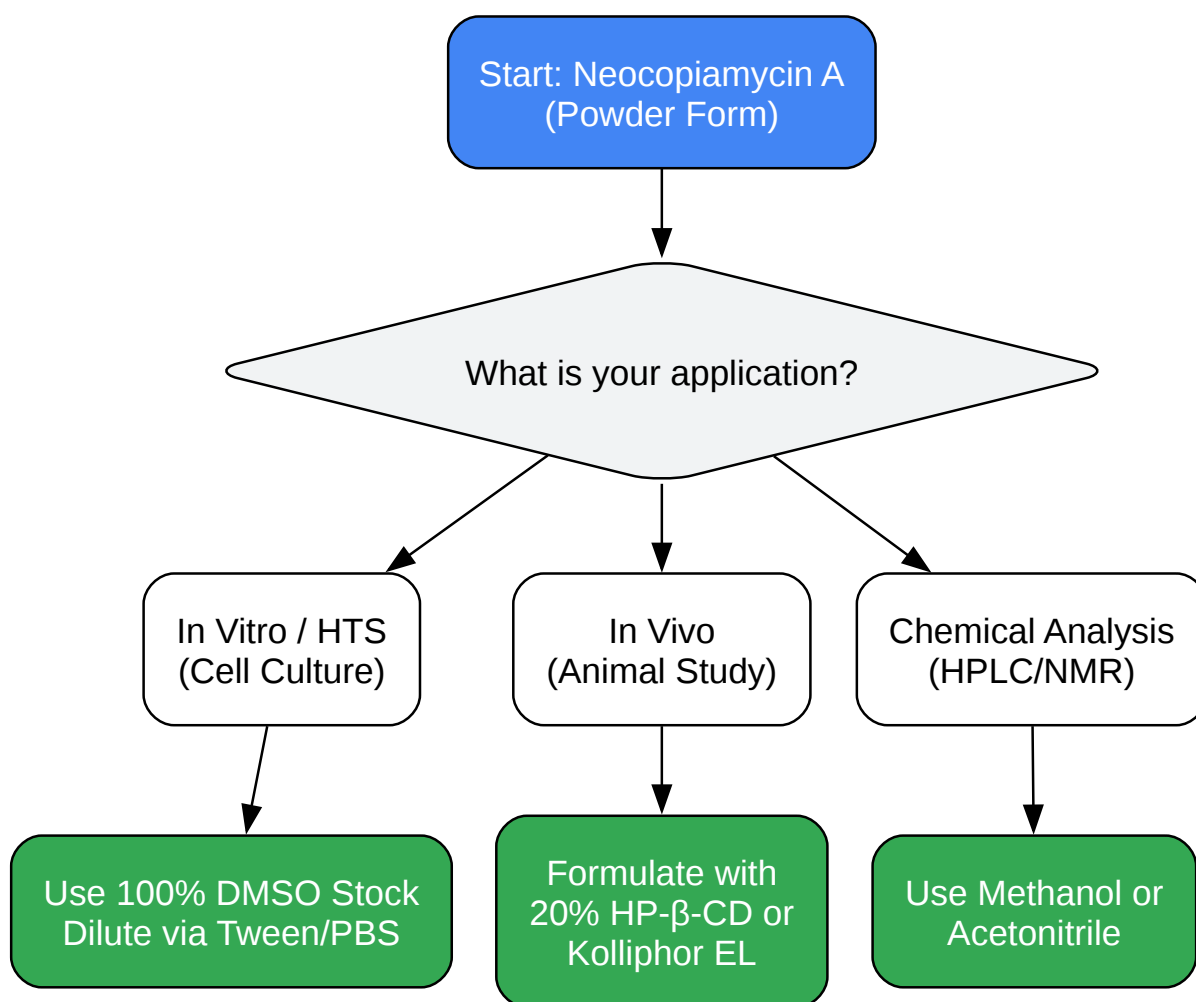 Start: Neocopiamycin A
(Powder Form)
What is your application?
In Vitro / HTS
(Cell Culture)
In Vivo
(Animal Study)
Chemical Analysis
(HPLC/NMR)
Use 100% DMSO Stock
Dilute via Tween/PBS
Formulate with
20% HP-β-CD or
Kolliphor EL
Use Methanol or
Acetonitrile